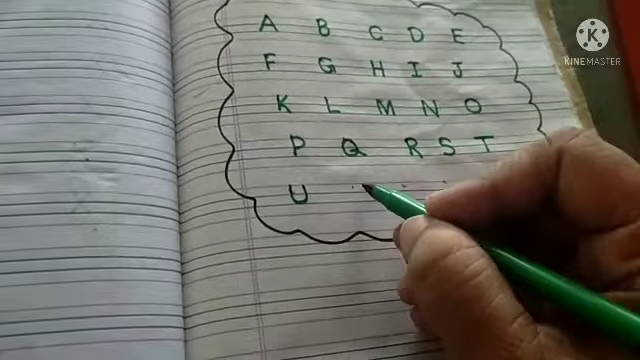 A B C D E
F G H I J
K L M N O
P Q R S T
U
K
KINEMASTER